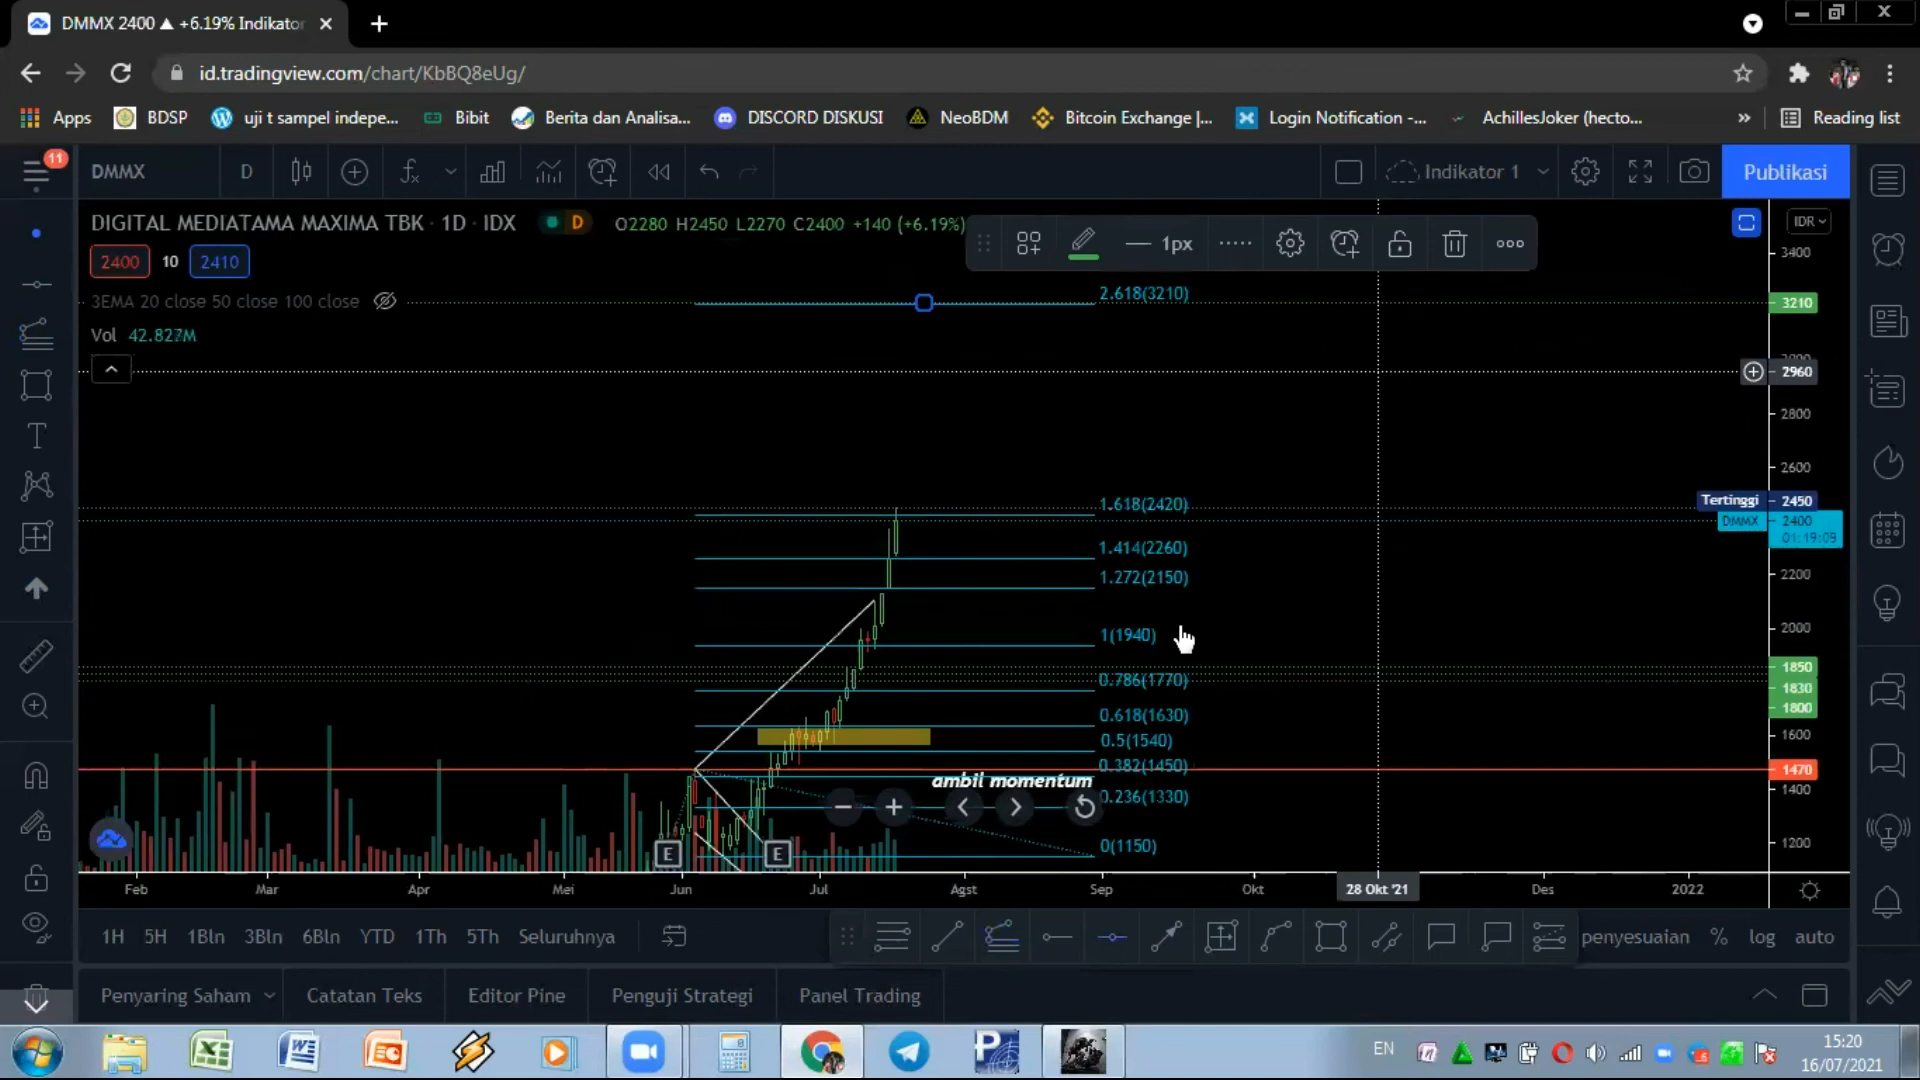 DMMX 2400 ▲ +6.19% Indikator
id.tradingview.com/chart/KbBQ8eUg/
Apps BDSP uji t sampel indepe... Bibit Berita dan Analisa... DISCORD DISKUSI NeoBDM Bitcoin Exchange |... Login Notification -... AchillesJoker (hecto... » Reading list
11
DMMX D Indikator 1 Publikasi
DIGITAL MEDIATAMA MAXIMA TBK · 1D · IDX D O2280 H2450 L2270 C2400 +140 (+6.19%)
1px
IDR
2400 10 2410
3400
3EMA 20 close 50 close 100 close
2.618(3210)
3210
Vol 42.827M
2960
2800
2600
1.618(2420)
Tertinggi 2450
DMMX 2400
01:19:09
1.414(2260)
1.272(2150)
2200
1(1940)
2000
1850
0.786(1770)
1830
1800
0.618(1630)
0.5(1540)
1600
0.382(1450)
1470
ambil momentum
1400
0.236(1330)
0(1150)
1200
E E
Feb Mar Apr Mei Jun Jul Agst Sep Okt 28 Okt '21 Des 2022
1H 5H 1Bln 3Bln 6Bln YTD 1Th 5Th Seluruhnya penyesuaian % log auto
Penyaring Saham Catatan Teks Editor Pine Penguji Strategi Panel Trading
EN
15:20
16/07/2021